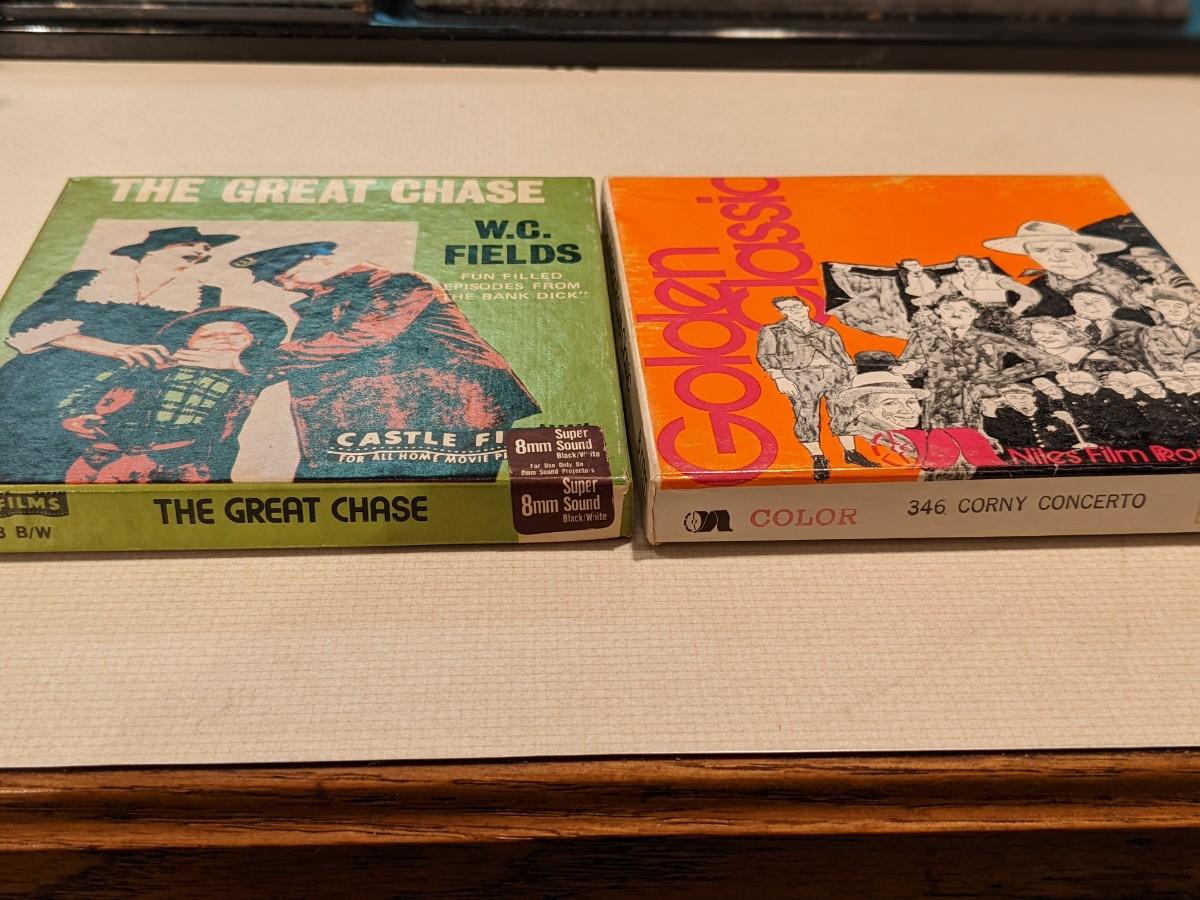 THE GREAT CHASE
W.C.
FIELDS
FUN FILLED
EPISODES FROM
"THE BANK DICK"
CASTLE FI
FOR ALL HOME MOVIE P
Super
8mm Sound
Black/White
For Use Only On
8mm Sound Projectors
FILMS
B/W
THE GREAT CHASE
Super
8mm Sound
Black/White
Golden
Classic
Niles Film Pro
COLOR
346 CORNY CONCERTO